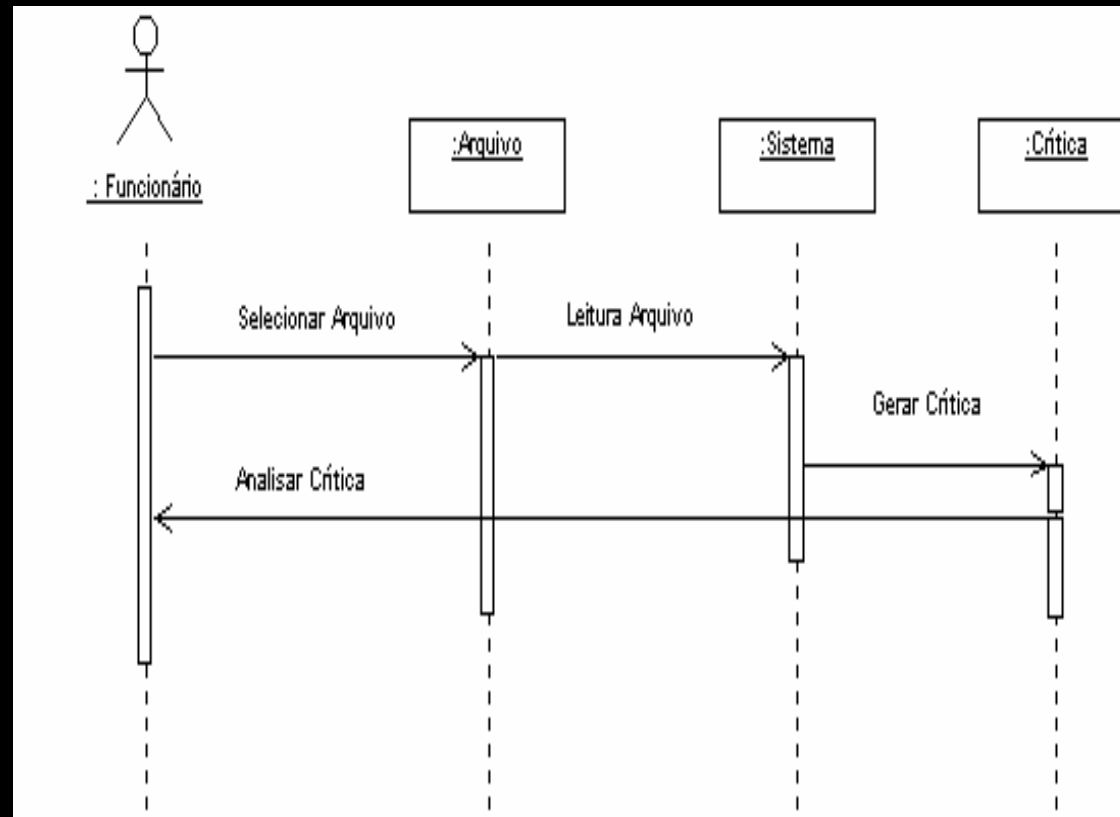 : Funcionário
:Arquivo
:Sistema
:Crítica
Selecionar Arquivo
Leitura Arquivo
Gerar Crítica
Analisar Crítica